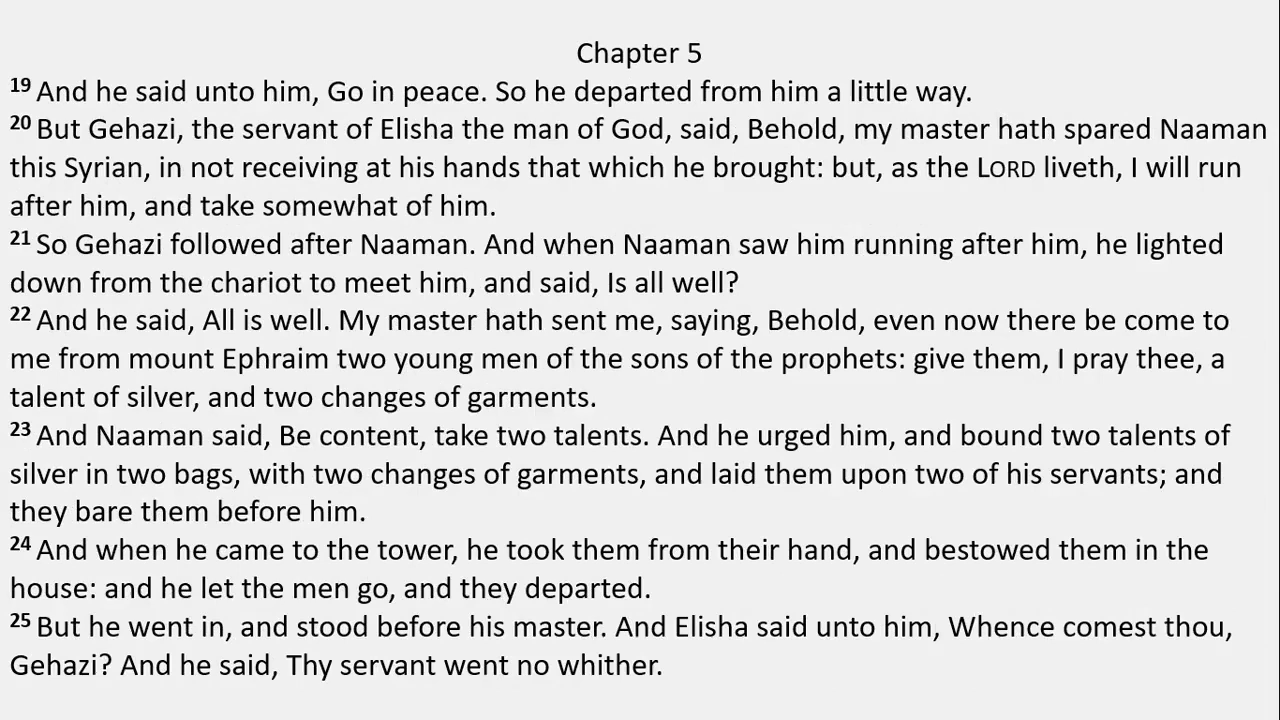 Chapter 5
19 And he said unto him, Go in peace. So he departed from him a little way.
20 But Gehazi, the servant of Elisha the man of God, said, Behold, my master hath spared Naaman
this Syrian, in not receiving at his hands that which he brought: but, as the LORD liveth, I will run
after him, and take somewhat of him.
21 So Gehazi followed after Naaman. And when Naaman saw him running after him, he lighted
down from the chariot to meet him, and said, Is all well?
22 And he said, All is well. My master hath sent me, saying, Behold, even now there be come to
me from mount Ephraim two young men of the sons of the prophets: give them, I pray thee, a
talent of silver, and two changes of garments.
23 And Naaman said, Be content, take two talents. And he urged him, and bound two talents of
silver in two bags, with two changes of garments, and laid them upon two of his servants; and
they bare them before him.
24 And when he came to the tower, he took them from their hand, and bestowed them in the
house: and he let the men go, and they departed.
25 But he went in, and stood before his master. And Elisha said unto him, Whence comest thou,
Gehazi? And he said, Thy servant went no whither.